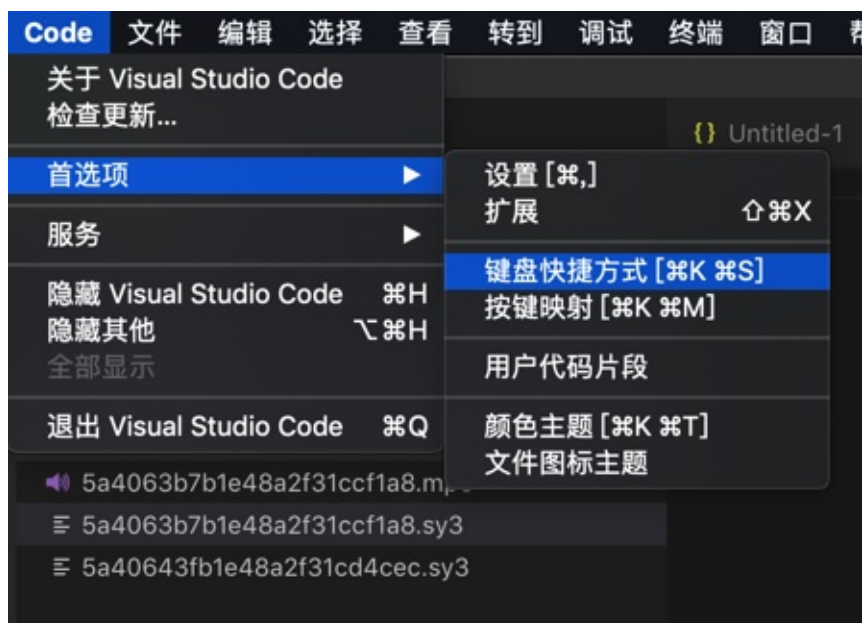 Code 文件 编辑 选择 查看 转到 调试 终端 窗口
关于 Visual Studio Code
检查更新...
{} Untitled-1
首选项 ▶
设置 [⌘,]
扩展 ⇧⌘X
服务 ▶
键盘快捷方式 [⌘K ⌘S]
按键映射 [⌘K ⌘M]
隐藏 Visual Studio Code ⌘H
隐藏其他 ⌥⌘H
全部显示
用户代码片段
退出 Visual Studio Code ⌘Q
颜色主题 [⌘K ⌘T]
文件图标主题
5a4063b7b1e48a2f31ccf1a8.m
5a4063b7b1e48a2f31ccf1a8.sy3
5a40643fb1e48a2f31cd4cec.sy3